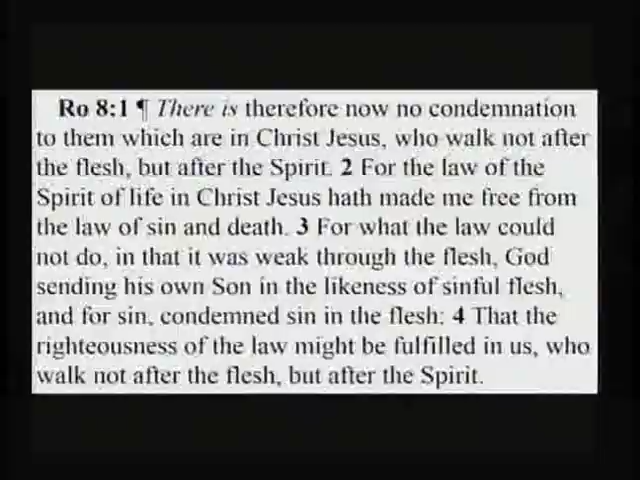 Ro 8:1 ¶ There is therefore now no condemnation
to them which are in Christ Jesus, who walk not after
the flesh, but after the Spirit. 2 For the law of the
Spirit of life in Christ Jesus hath made me free from
the law of sin and death. 3 For what the law could
not do, in that it was weak through the flesh, God
sending his own Son in the likeness of sinful flesh,
and for sin, condemned sin in the flesh: 4 That the
righteousness of the law might be fulfilled in us, who
walk not after the flesh, but after the Spirit.